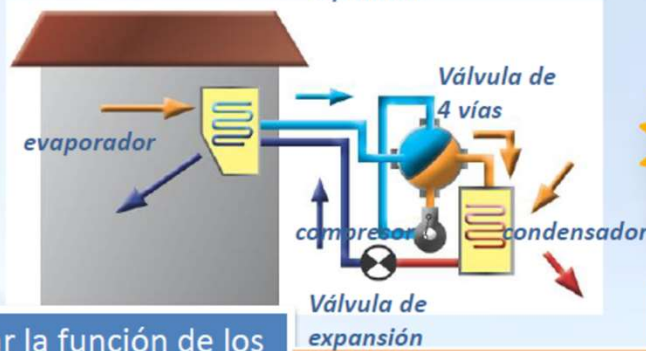 Válvula de
4 vías
evaporador
compresor
condensador
Válvula de
expansión
r la función de los